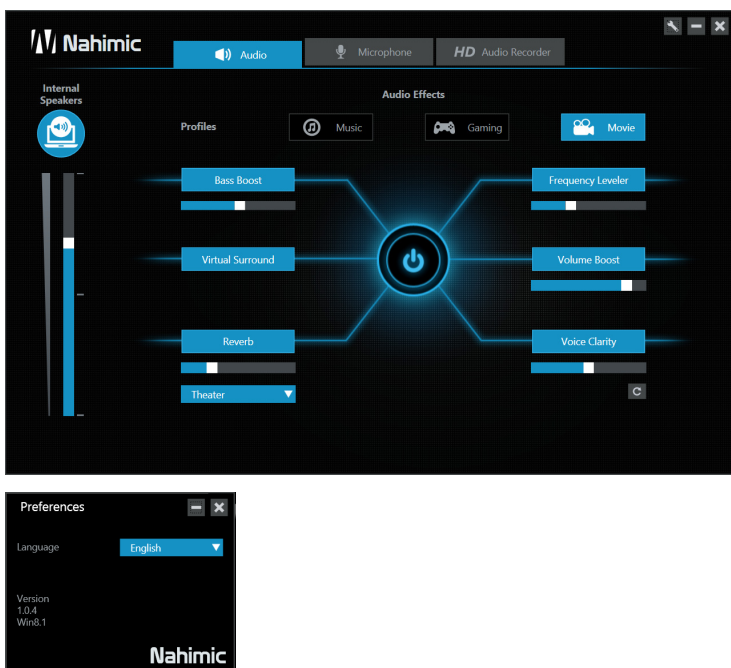 Nahimic
Audio
Microphone
HD Audio Recorder
Internal
Speakers
Audio Effects
Profiles
Music
Gaming
Movie
Bass Boost
Frequency Leveler
Virtual Surround
Volume Boost
Reverb
Voice Clarity
Theater
Preferences
Language
English
Version
1.0.4
Win8.1
Nahimic